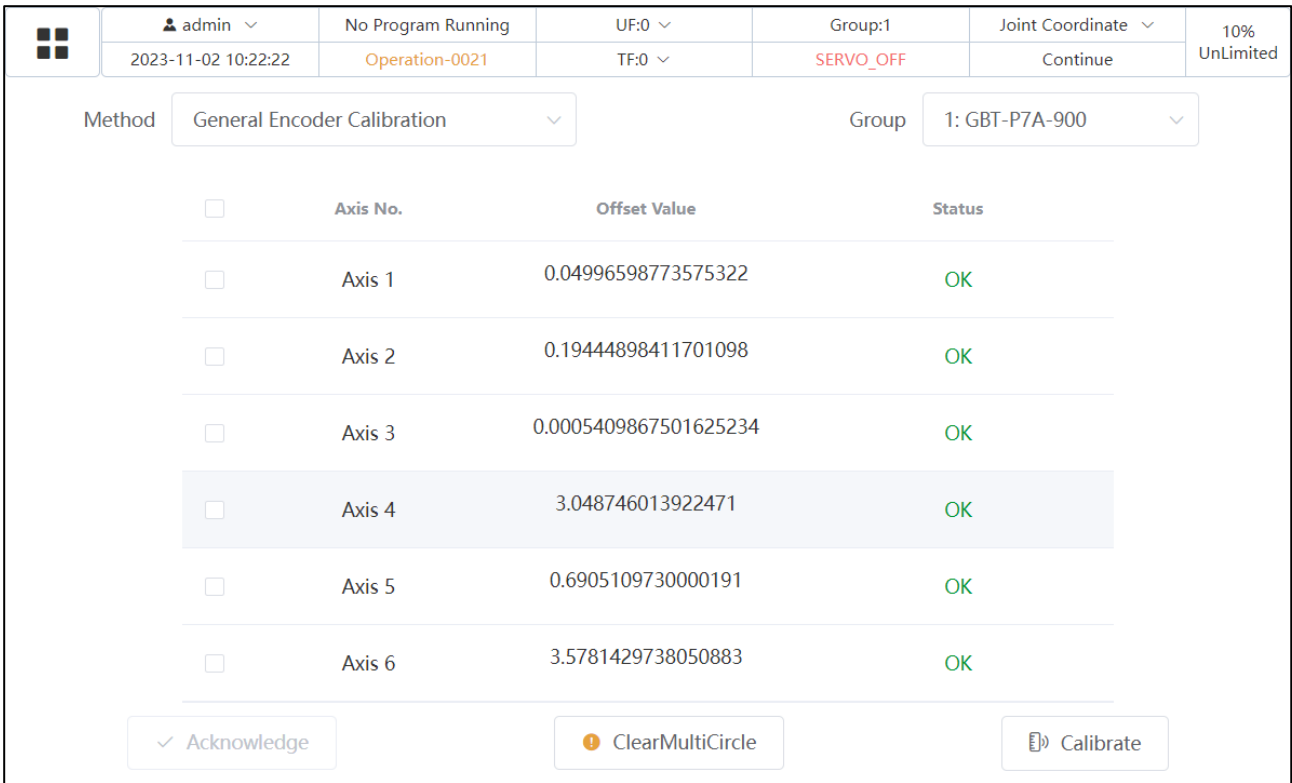 admin No Program Running UF:0 Group:1 Joint Coordinate 10%
2023-11-02 10:22:22 Operation-0021 TF:0 SERVO_OFF Continue UnLimited
Method General Encoder Calibration Group 1: GBT-P7A-900
Axis No. Offset Value Status
Axis 1 0.04996598773575322 OK
Axis 2 0.19444898411701098 OK
Axis 3 0.0005409867501625234 OK
Axis 4 3.048746013922471 OK
Axis 5 0.6905109730000191 OK
Axis 6 3.5781429738050883 OK
Acknowledge ClearMultiCircle Calibrate